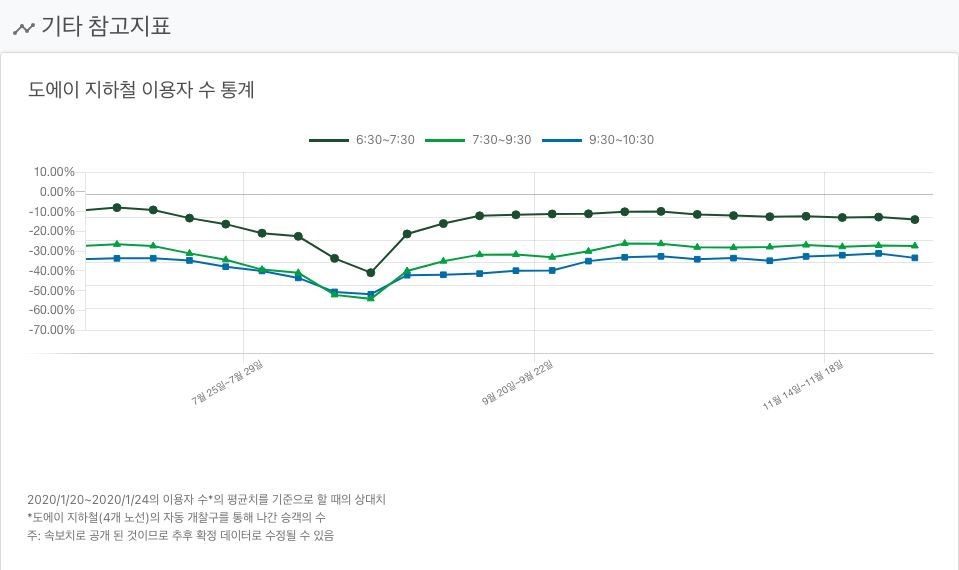 기타 참고지표
도에이 지하철 이용자 수 통계
6:30~7:30 7:30~9:30 9:30~10:30
10.00%
0.00%
-10.00%
-20.00%
-30.00%
-40.00%
-50.00%
-60.00%
-70.00%
7월 25일~7월 29일
9월 20일~9월 22일
11월 14일~11월 18일
2020/1/20~2020/1/24의 이용자 수*의 평균치를 기준으로 할 때의 상대치
*도에이 지하철(4개 노선)의 자동 개찰구를 통해 나간 승객의 수
주: 속보치로 공개 된 것이므로 추후 확정 데이터로 수정될 수 있음